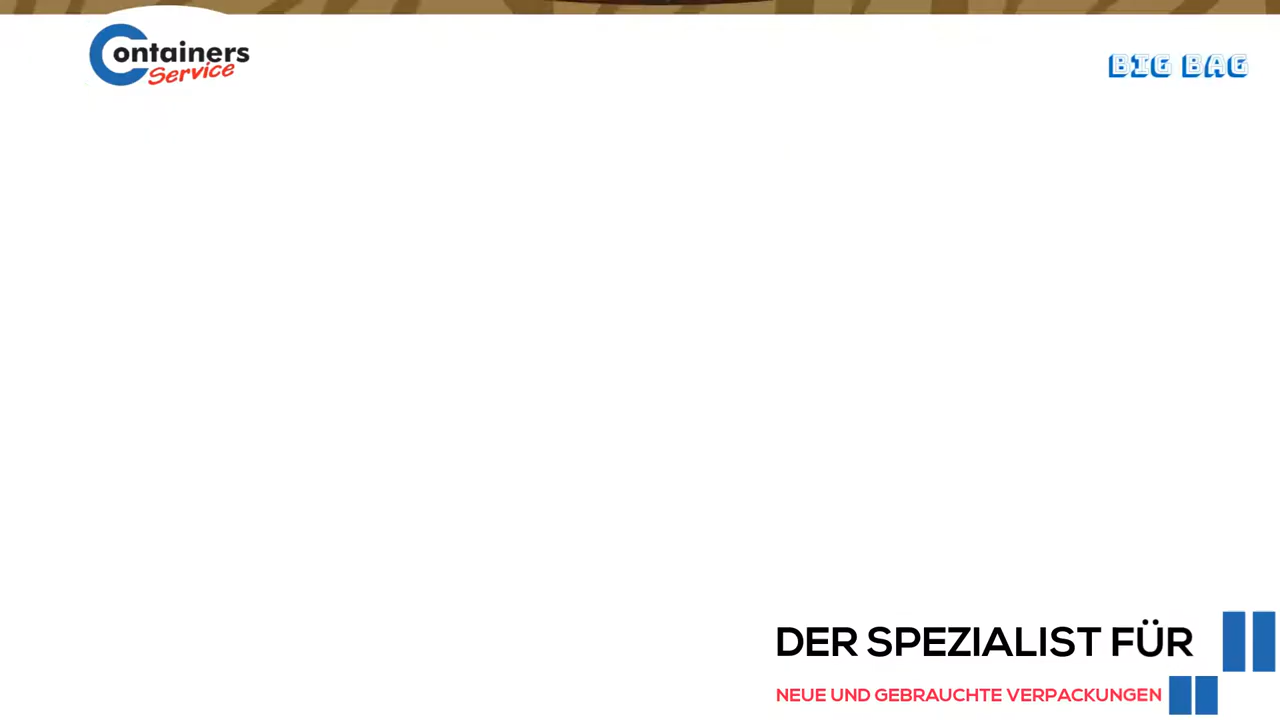 Containers
Service
BIG BAG
DER SPEZIALIST FÜR
NEUE UND GEBRAUCHTE VERPACKUNGEN